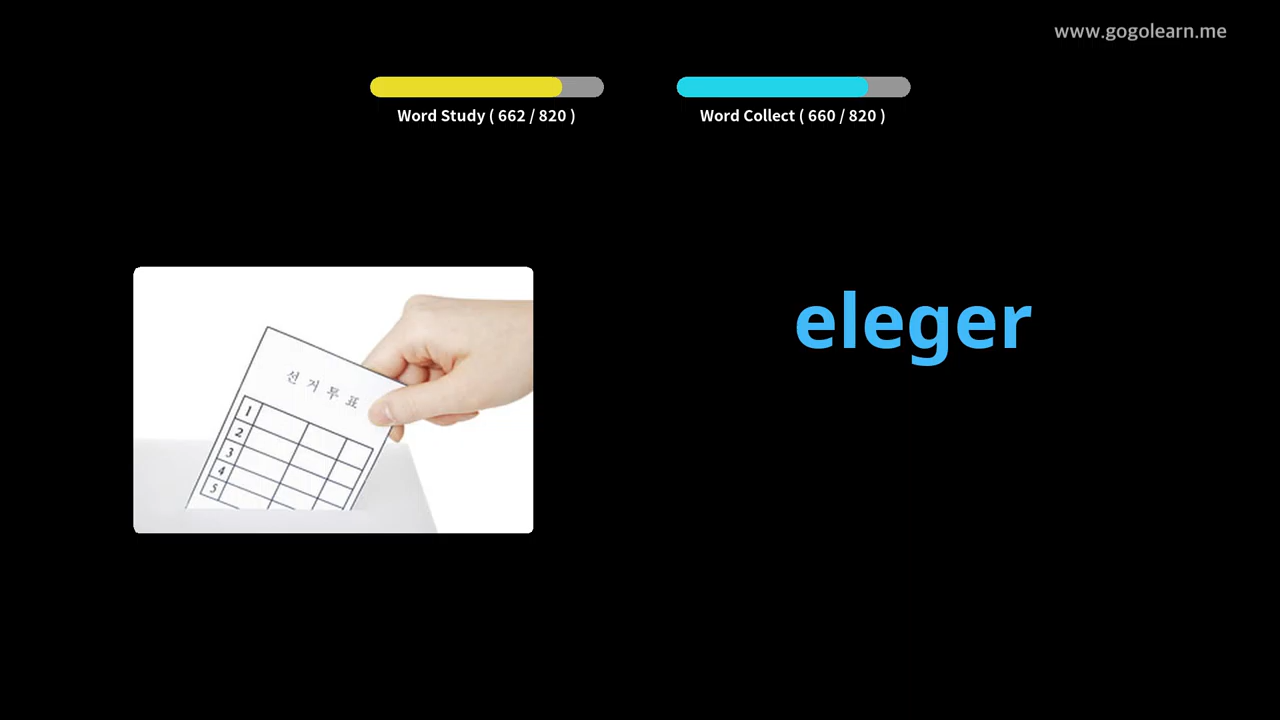 www.gogolearn.me
Word Study ( 662 / 820 )
Word Collect ( 660 / 820 )
선거투표
1
2
3
4
5
eleger